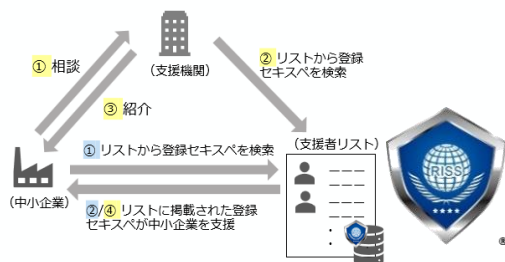 ① 相談
（支援機関）
② リストから登録
セキスペを検索
③ 紹介
① リストから登録セキスペを検索
（支援者リスト）
（中小企業）
②/④ リストに掲載された登録
セキスペが中小企業を支援
RISS
®